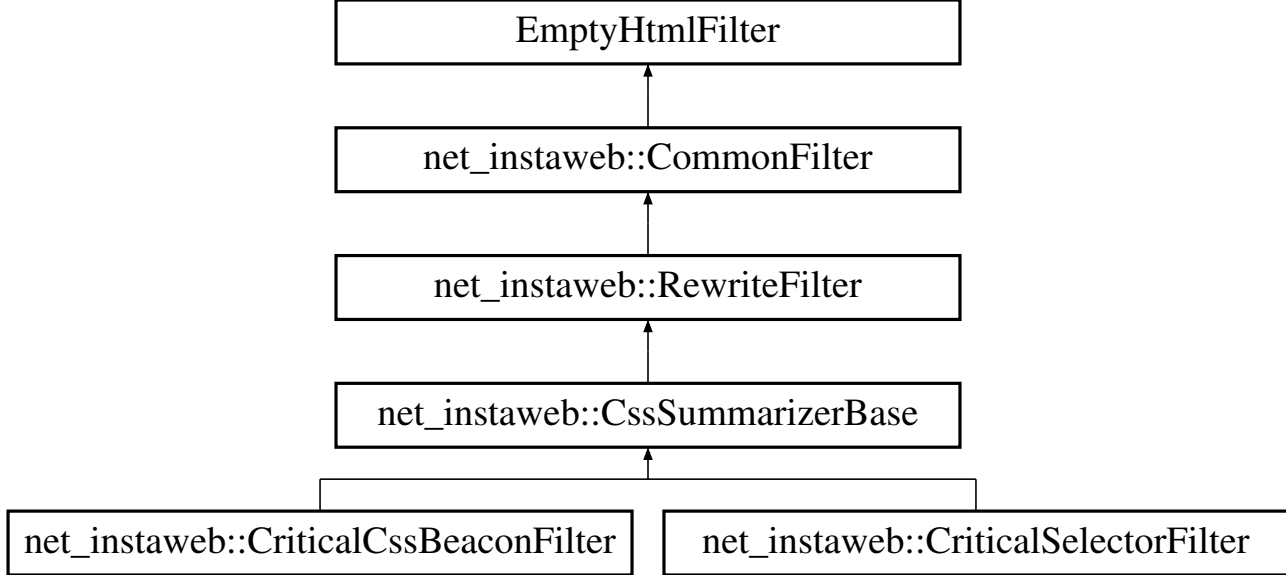 EmptyHtmlFilter
net_instaweb::CommonFilter
net_instaweb::RewriteFilter
net_instaweb::CssSummarizerBase
net_instaweb::CriticalCssBeaconFilter
net_instaweb::CriticalSelectorFilter